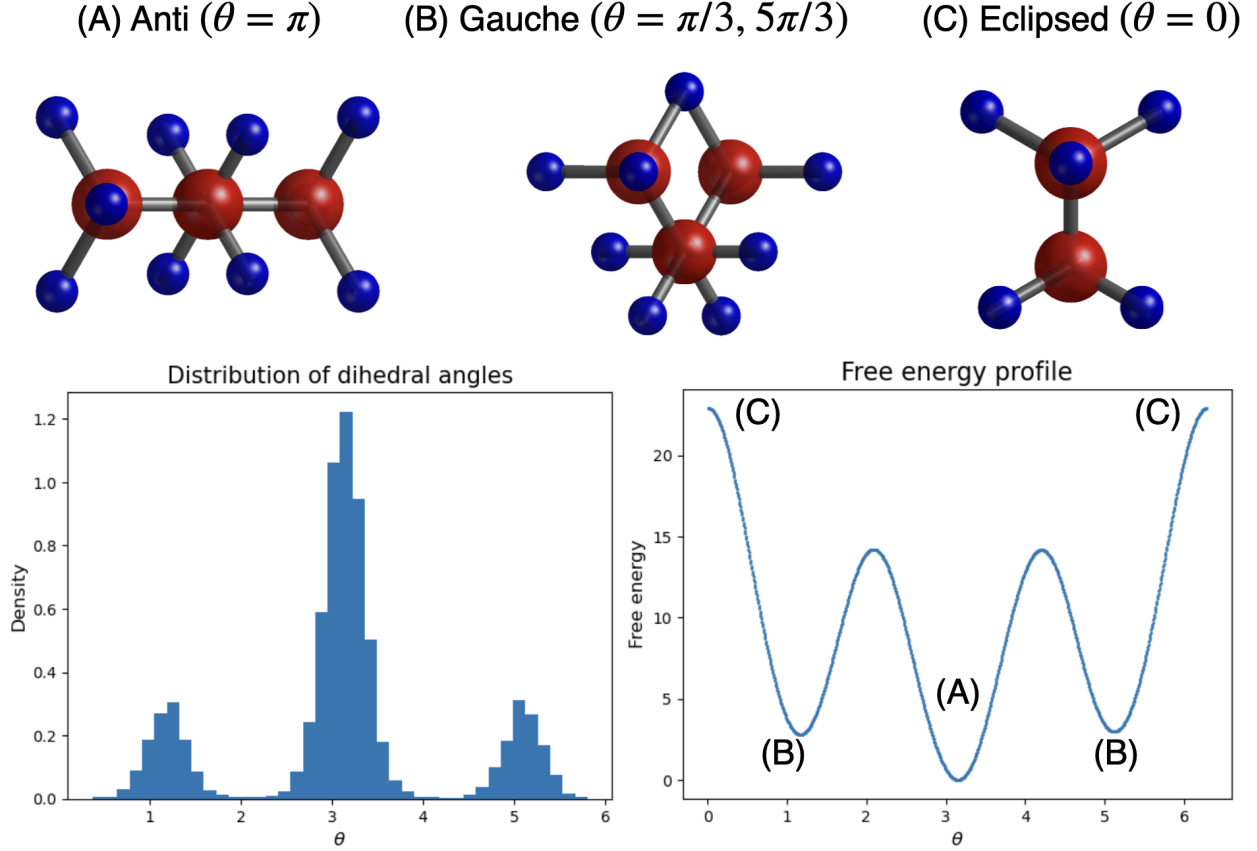 (A) Anti (θ = π)
(B) Gauche (θ = π/3, 5π/3)
(C) Eclipsed (θ = 0)
Distribution of dihedral angles
Density
1.2
1.0
0.8
0.6
0.4
0.2
0.0
1 2 3 4 5 6
θ
Free energy profile
Free energy
20
15
10
5
0
(C)
(C)
(A)
(B)
(B)
0 1 2 3 4 5 6
θ